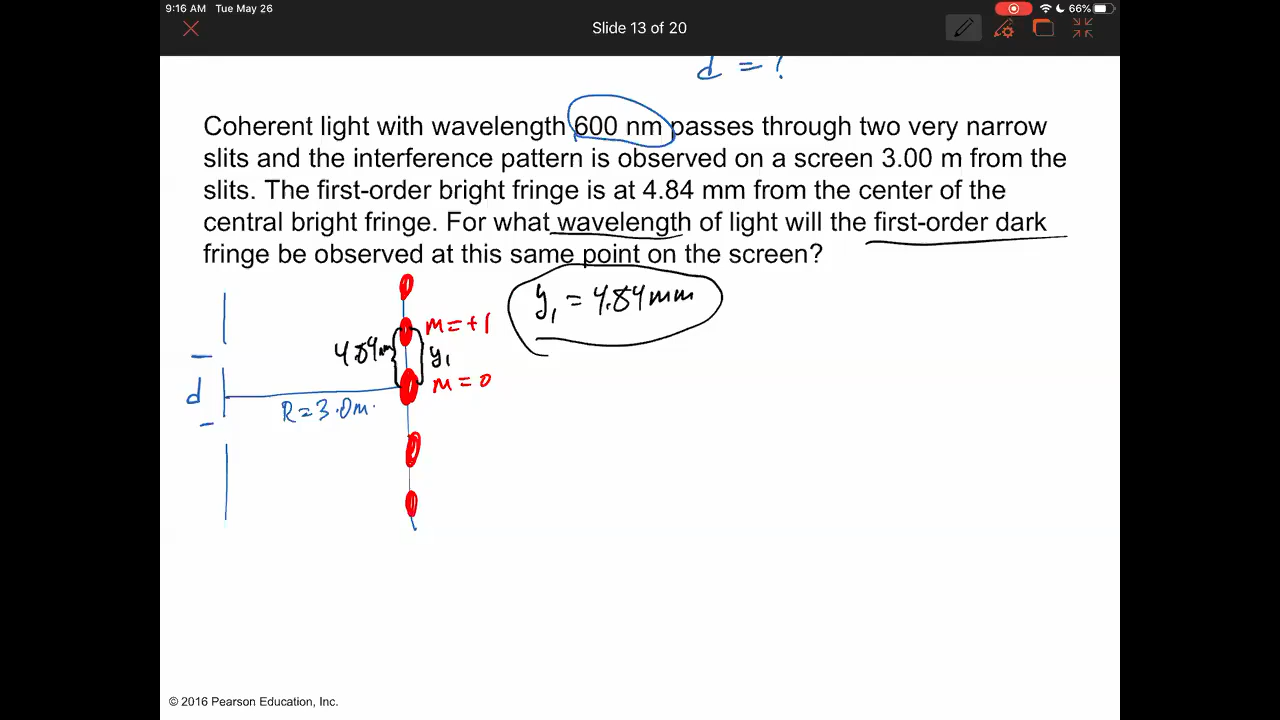 9:16 AM Tue May 26
66%
Slide 13 of 20
d = ?
Coherent light with wavelength 600 nm passes through two very narrow
slits and the interference pattern is observed on a screen 3.00 m from the
slits. The first-order bright fringe is at 4.84 mm from the center of the
central bright fringe. For what wavelength of light will the first-order dark
fringe be observed at this same point on the screen?
y₁ = 4.84mm
m = +1
4.84mm
y₁
m = 0
d
R = 3.0m.
© 2016 Pearson Education, Inc.